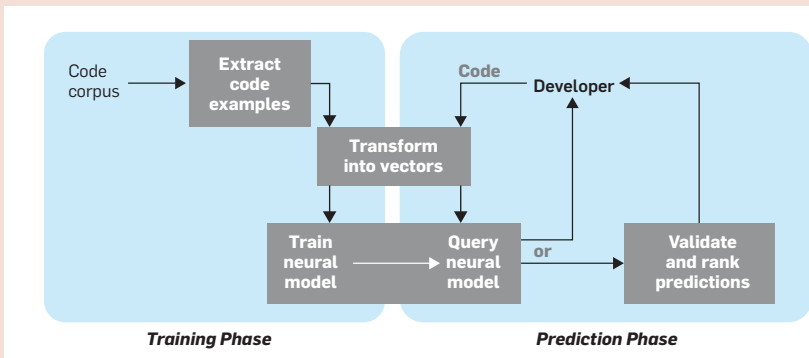 Code
corpus
Extract
code
examples
Code
Developer
Transform
into vectors
Train
neural
model
Query
neural
model
or
Validate
and rank
predictions
Training Phase
Prediction Phase